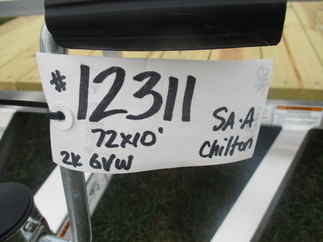 * 12311
72x10'
SA·A
2K GVW
Chilton